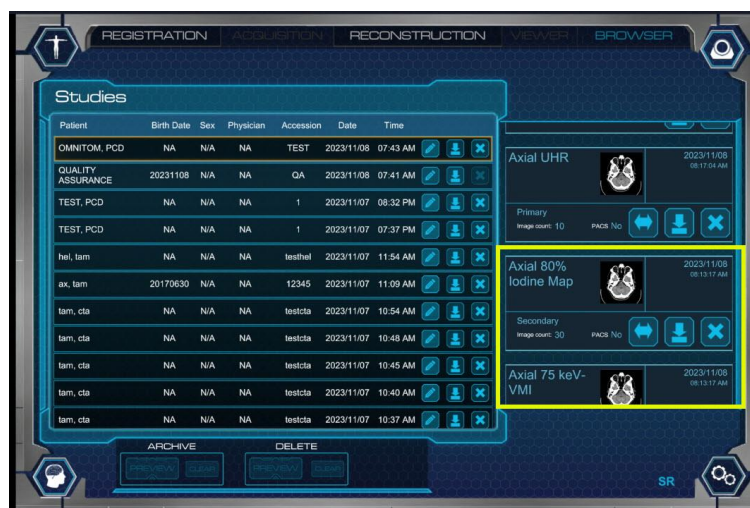 REGISTRATION ACQUISITION RECONSTRUCTION VIEWER BROWSER
Studies
Patient Birth Date Sex Physician Accession Date Time
OMNITOM, PCD NA N/A NA TEST 2023/11/08 07:43 AM
QUALITY ASSURANCE 20231108 N/A NA QA 2023/11/08 07:41 AM
TEST, PCD NA N/A NA 1 2023/11/07 08:32 PM
TEST, PCD NA N/A NA 1 2023/11/07 07:37 PM
hel, tam NA N/A NA testhel 2023/11/07 11:54 AM
ax, tam 20170630 N/A NA 12345 2023/11/07 11:09 AM
tam, cta NA N/A NA testcta 2023/11/07 10:54 AM
tam, cta NA N/A NA testcta 2023/11/07 10:48 AM
tam, cta NA N/A NA testcta 2023/11/07 10:45 AM
tam, cta NA N/A NA testcta 2023/11/07 10:40 AM
tam, cta NA N/A NA testcta 2023/11/07 10:37 AM
Axial UHR 2023/11/08
08:17:04 AM
Primary
Image count: 10 PACS No
Axial 80% 2023/11/08
Iodine Map 08:13:17 AM
Secondary
Image count: 30 PACS No
Axial 75 keV- 2023/11/08
VMI 08:13:17 AM
ARCHIVE DELETE
PREVIEW CLEAR PREVIEW CLEAR
SR